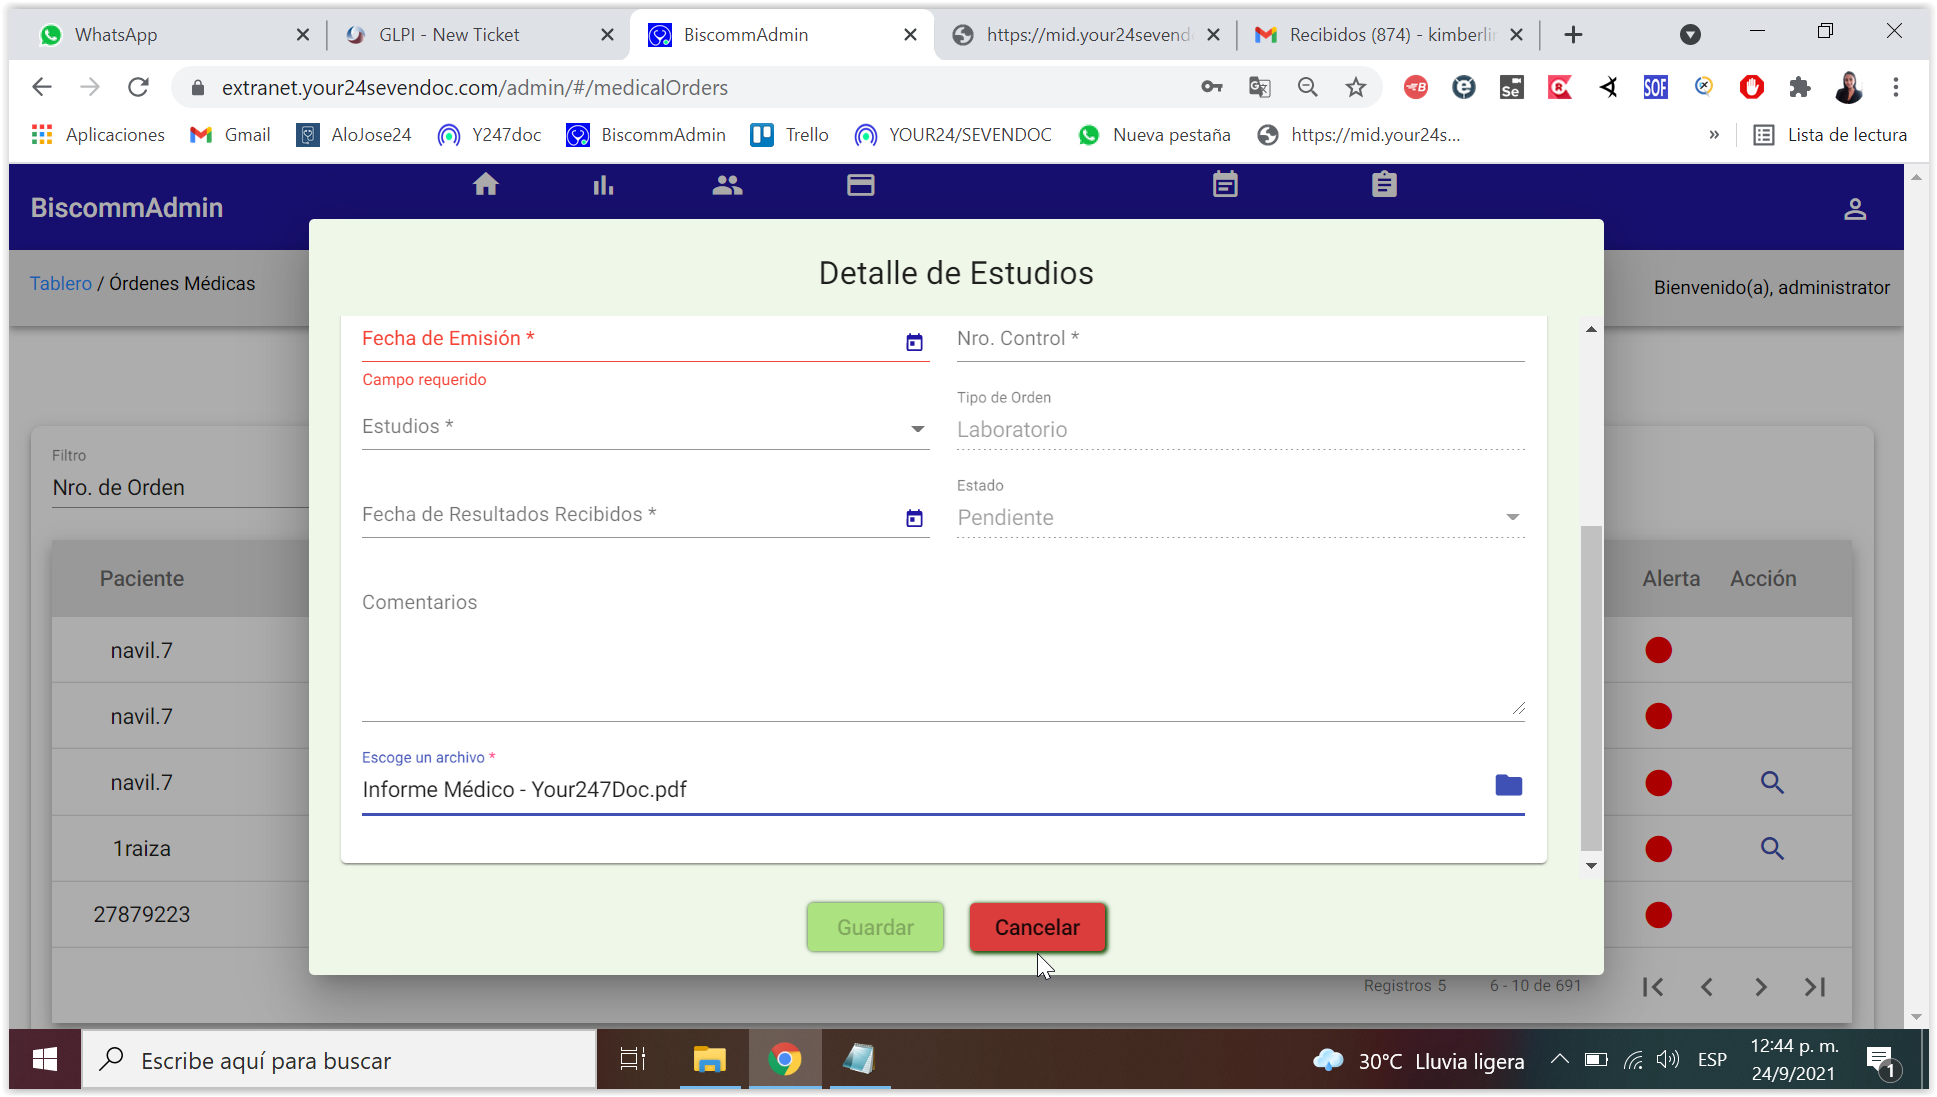 WhatsApp
GLPI - New Ticket
BiscommAdmin
https://mid.your24sevend
Recibidos (874) - kimberlin
extranet.your24sevendoc.com/admin/#/medicalOrders
Se
SOF
Aplicaciones
Gmail
AloJose24
Y247doc
BiscommAdmin
Trello
YOUR24/SEVENDOC
Nueva pestaña
https://mid.your24s...
»
Lista de lectura
BiscommAdmin
Tablero / Órdenes Médicas
Bienvenido(a), administrator
Detalle de Estudios
Fecha de Emisión *
Nro. Control *
Campo requerido
Tipo de Orden
Estudios *
Laboratorio
Estado
Fecha de Resultados Recibidos *
Pendiente
Comentarios
Escoge un archivo *
Informe Médico - Your247Doc.pdf
Guardar
Cancelar
Filtro
Nro. de Orden
Paciente
Alerta
Acción
navil.7
navil.7
navil.7
1raiza
27879223
Registros 5
6 - 10 de 691
Escribe aquí para buscar
30°C Lluvia ligera
ESP
12:44 p. m.
24/9/2021
1